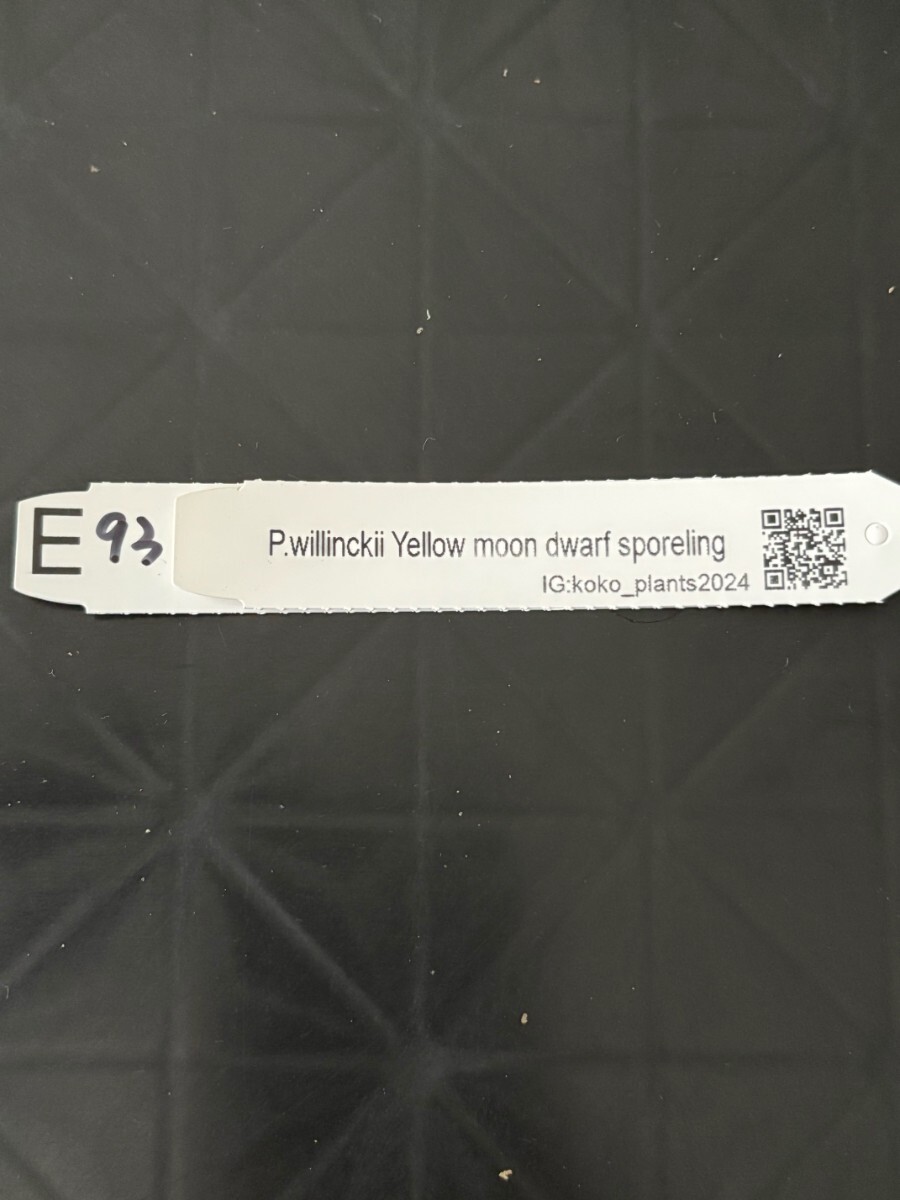 E93
P.willinckii Yellow moon dwarf sporeling
IG:koko_plants2024